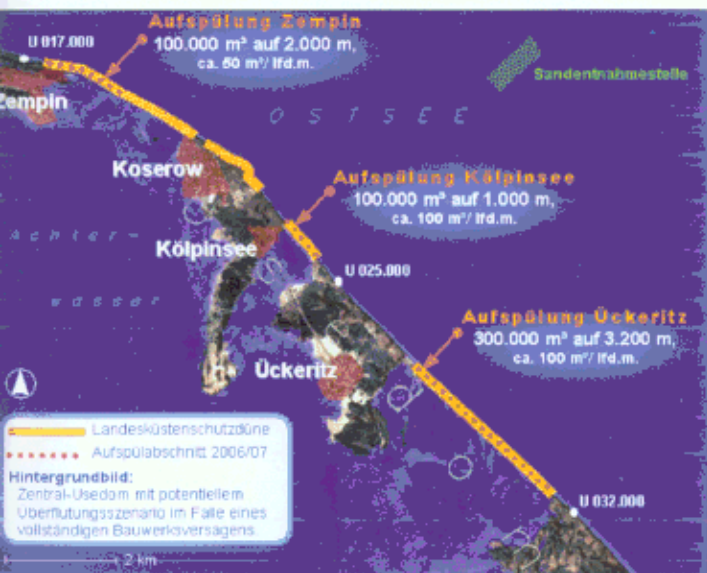 Aufspülung Zempin
100.000 m³ auf 2.000 m,
ca. 50 m³/ lfd.m.
U 017.000
Sandentnahmestelle
Zempin
OSTSEE
Koserow
Aufspülung Kölpinsee
100.000 m³ auf 1.000 m,
ca. 100 m³/ lfd.m.
Achter-
wasser
Kölpinsee
U 025.000
Aufspülung Ückeritz
300.000 m³ auf 3.200 m,
ca. 100 m³/ lfd.m.
Ückeritz
Landesküstenschutzdüne
Aufspülabschnitt 2006/07
Hintergrundbild:
Zentral-Usedom mit potentiellem
Überflutungsszenario im Falle eines
vollständigen Bauwerksversagens
U 032.000
2 km